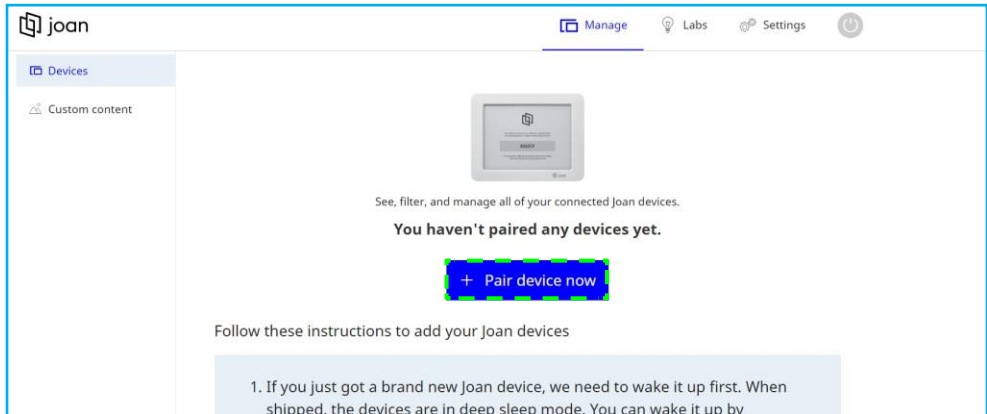 joan
Manage
Labs
Settings
Devices
Custom content
See, filter, and manage all of your connected Joan devices.
You haven't paired any devices yet.
+ Pair device now
Follow these instructions to add your Joan devices
1. If you just got a brand new Joan device, we need to wake it up first. When
shipped, the devices are in deep sleep mode. You can wake it up by